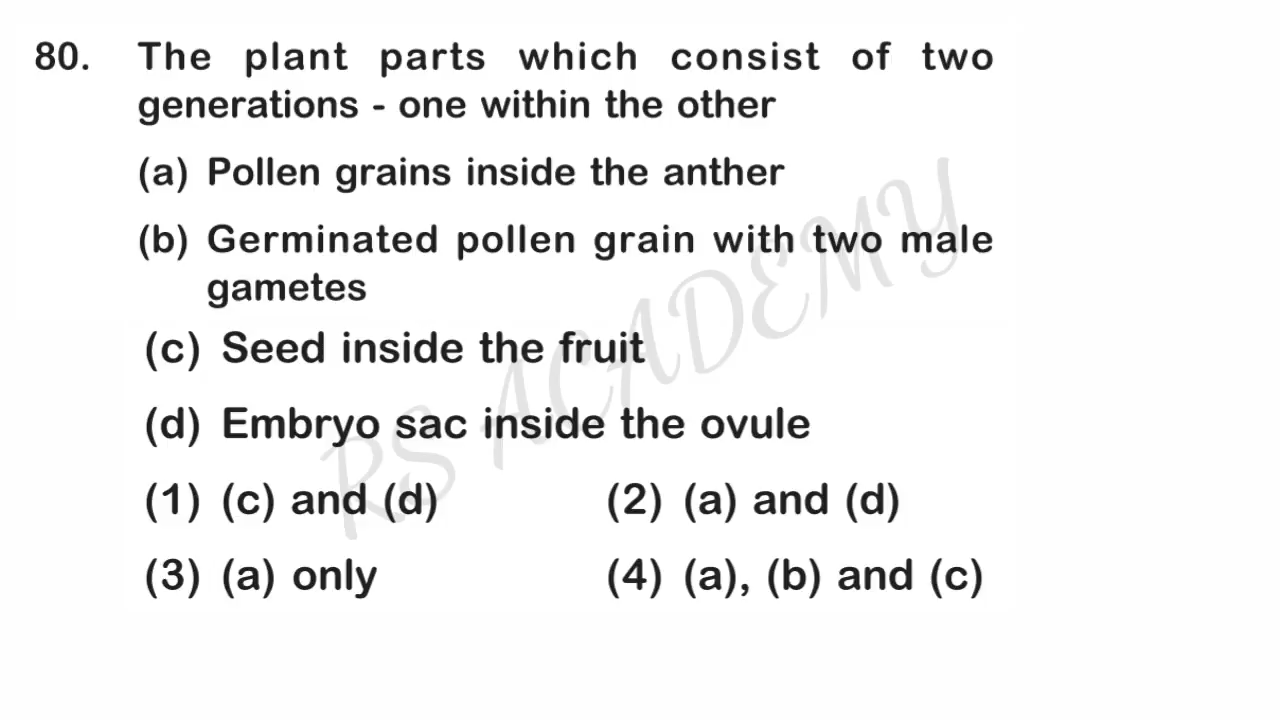 80. The plant parts which consist of two
generations - one within the other
(a) Pollen grains inside the anther
(b) Germinated pollen grain with two male
gametes
(c) Seed inside the fruit
(d) Embryo sac inside the ovule
(1) (c) and (d) (2) (a) and (d)
(3) (a) only (4) (a), (b) and (c)
RS ACADEMY